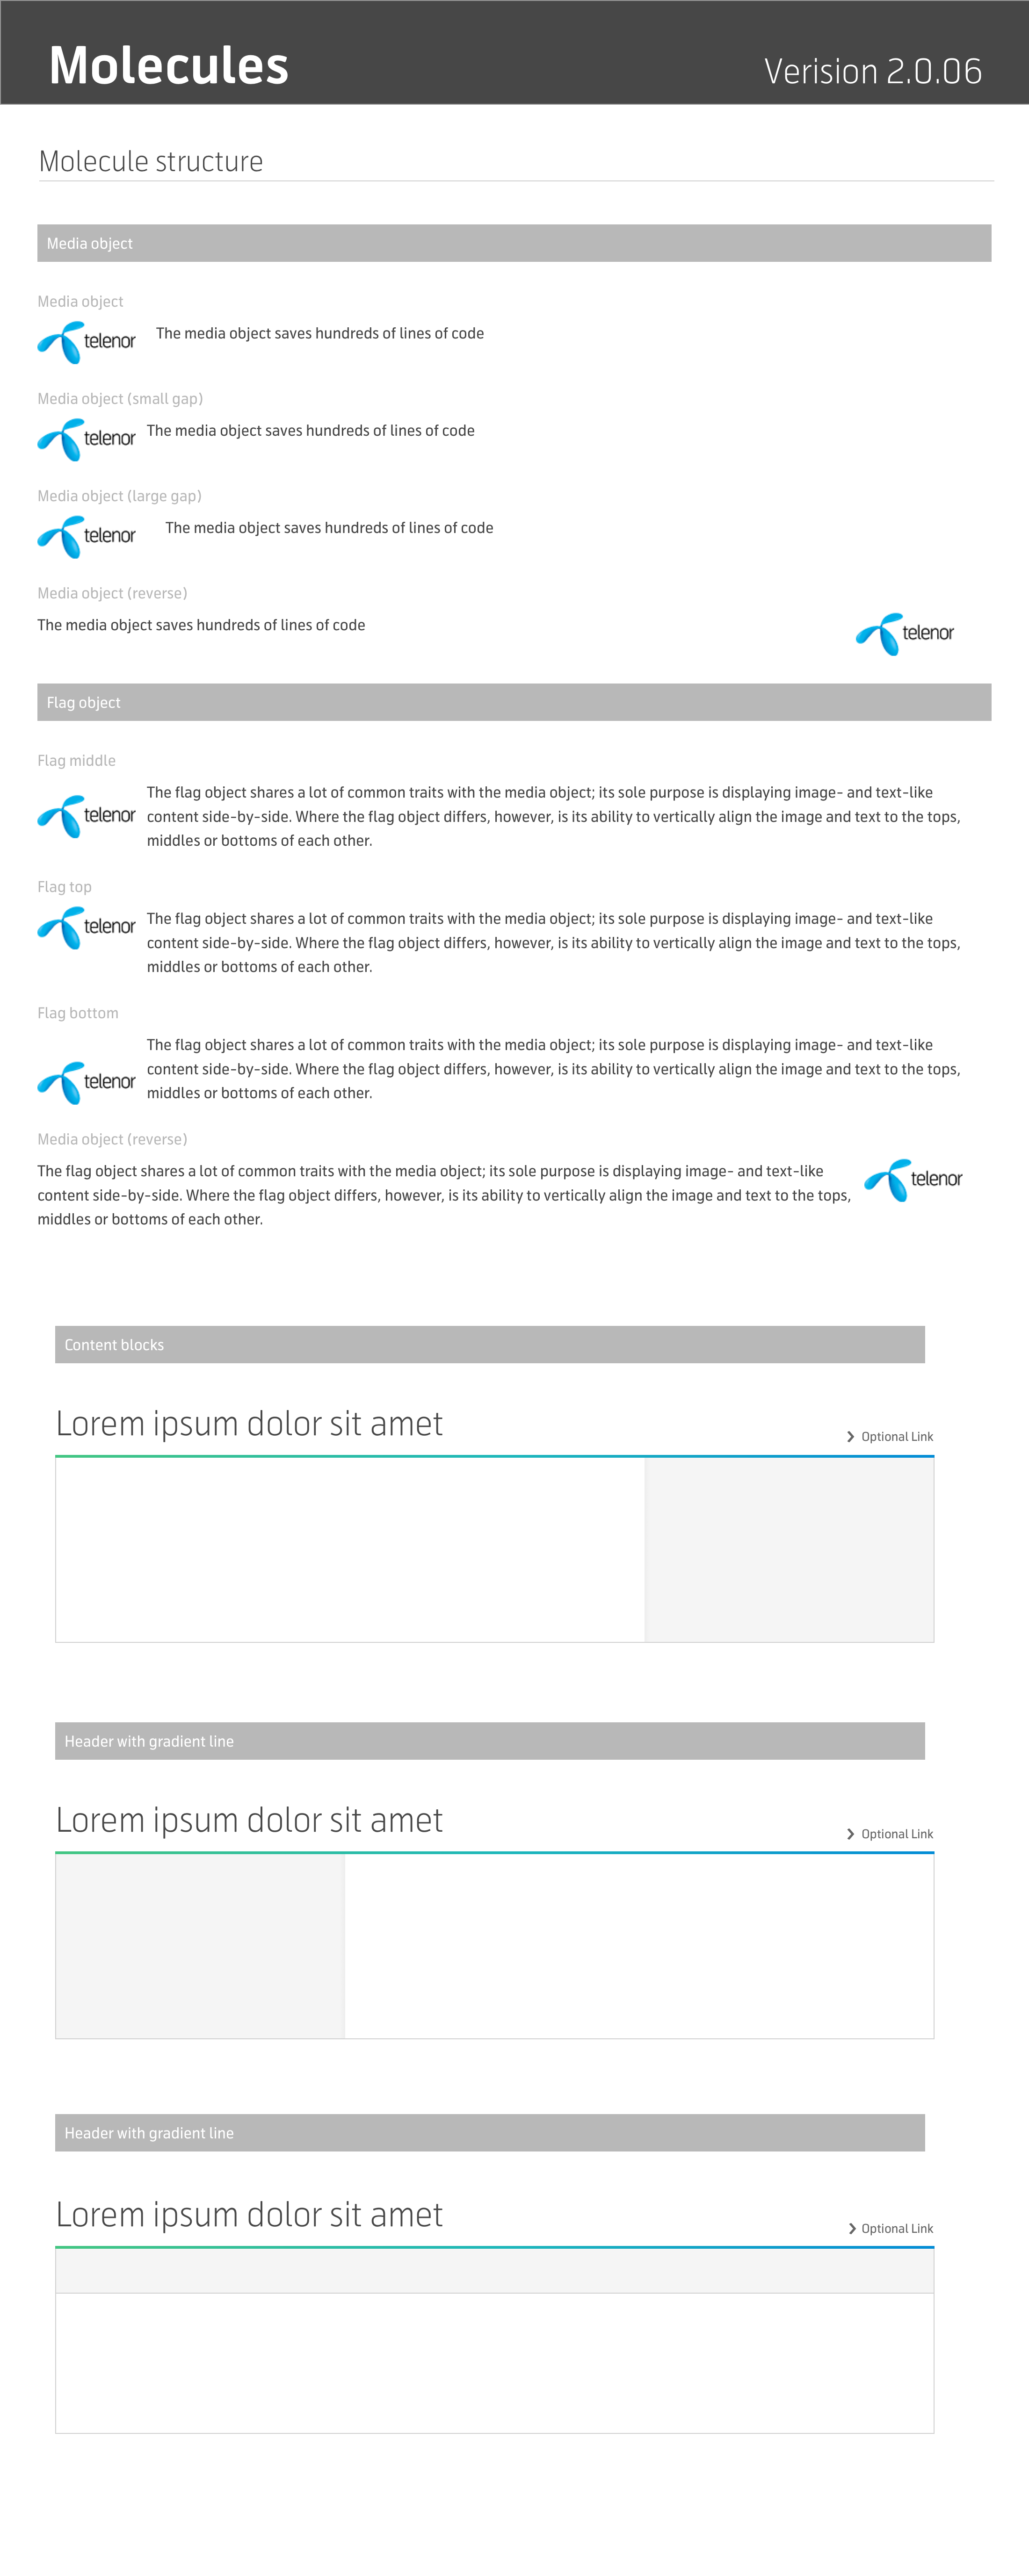 Molecules
Verision 2.0.06
Molecule structure
Media object
Media object
telenor
The media object saves hundreds of lines of code
Media object (small gap)
telenor
The media object saves hundreds of lines of code
Media object (large gap)
telenor
The media object saves hundreds of lines of code
Media object (reverse)
The media object saves hundreds of lines of code
telenor
Flag object
Flag middle
telenor
The flag object shares a lot of common traits with the media object; its sole purpose is displaying image- and text-like
content side-by-side. Where the flag object differs, however, is its ability to vertically align the image and text to the tops,
middles or bottoms of each other.
Flag top
telenor
The flag object shares a lot of common traits with the media object; its sole purpose is displaying image- and text-like
content side-by-side. Where the flag object differs, however, is its ability to vertically align the image and text to the tops,
middles or bottoms of each other.
Flag bottom
telenor
The flag object shares a lot of common traits with the media object; its sole purpose is displaying image- and text-like
content side-by-side. Where the flag object differs, however, is its ability to vertically align the image and text to the tops,
middles or bottoms of each other.
Media object (reverse)
The flag object shares a lot of common traits with the media object; its sole purpose is displaying image- and text-like
content side-by-side. Where the flag object differs, however, is its ability to vertically align the image and text to the tops,
middles or bottoms of each other.
telenor
Content blocks
Lorem ipsum dolor sit amet
Optional Link
Header with gradient line
Lorem ipsum dolor sit amet
Optional Link
Header with gradient line
Lorem ipsum dolor sit amet
Optional Link